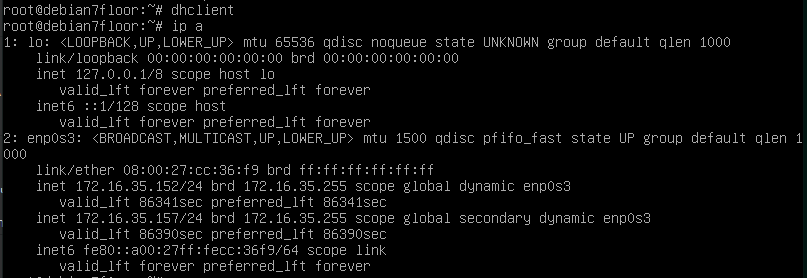 root@debian7floor:~# dhclient
root@debian7floor:~# ip a
1: lo: <LOOPBACK,UP,LOWER_UP> mtu 65536 qdisc noqueue state UNKNOWN group default qlen 1000
    link/loopback 00:00:00:00:00:00 brd 00:00:00:00:00:00
    inet 127.0.0.1/8 scope host lo
       valid_lft forever preferred_lft forever
    inet6 ::1/128 scope host
       valid_lft forever preferred_lft forever
2: enp0s3: <BROADCAST,MULTICAST,UP,LOWER_UP> mtu 1500 qdisc pfifo_fast state UP group default qlen 1
000
    link/ether 08:00:27:cc:36:f9 brd ff:ff:ff:ff:ff:ff
    inet 172.16.35.152/24 brd 172.16.35.255 scope global dynamic enp0s3
       valid_lft 86341sec preferred_lft 86341sec
    inet 172.16.35.157/24 brd 172.16.35.255 scope global secondary dynamic enp0s3
       valid_lft 86390sec preferred_lft 86390sec
    inet6 fe80::a00:27ff:fecc:36f9/64 scope link
       valid_lft forever preferred_lft forever